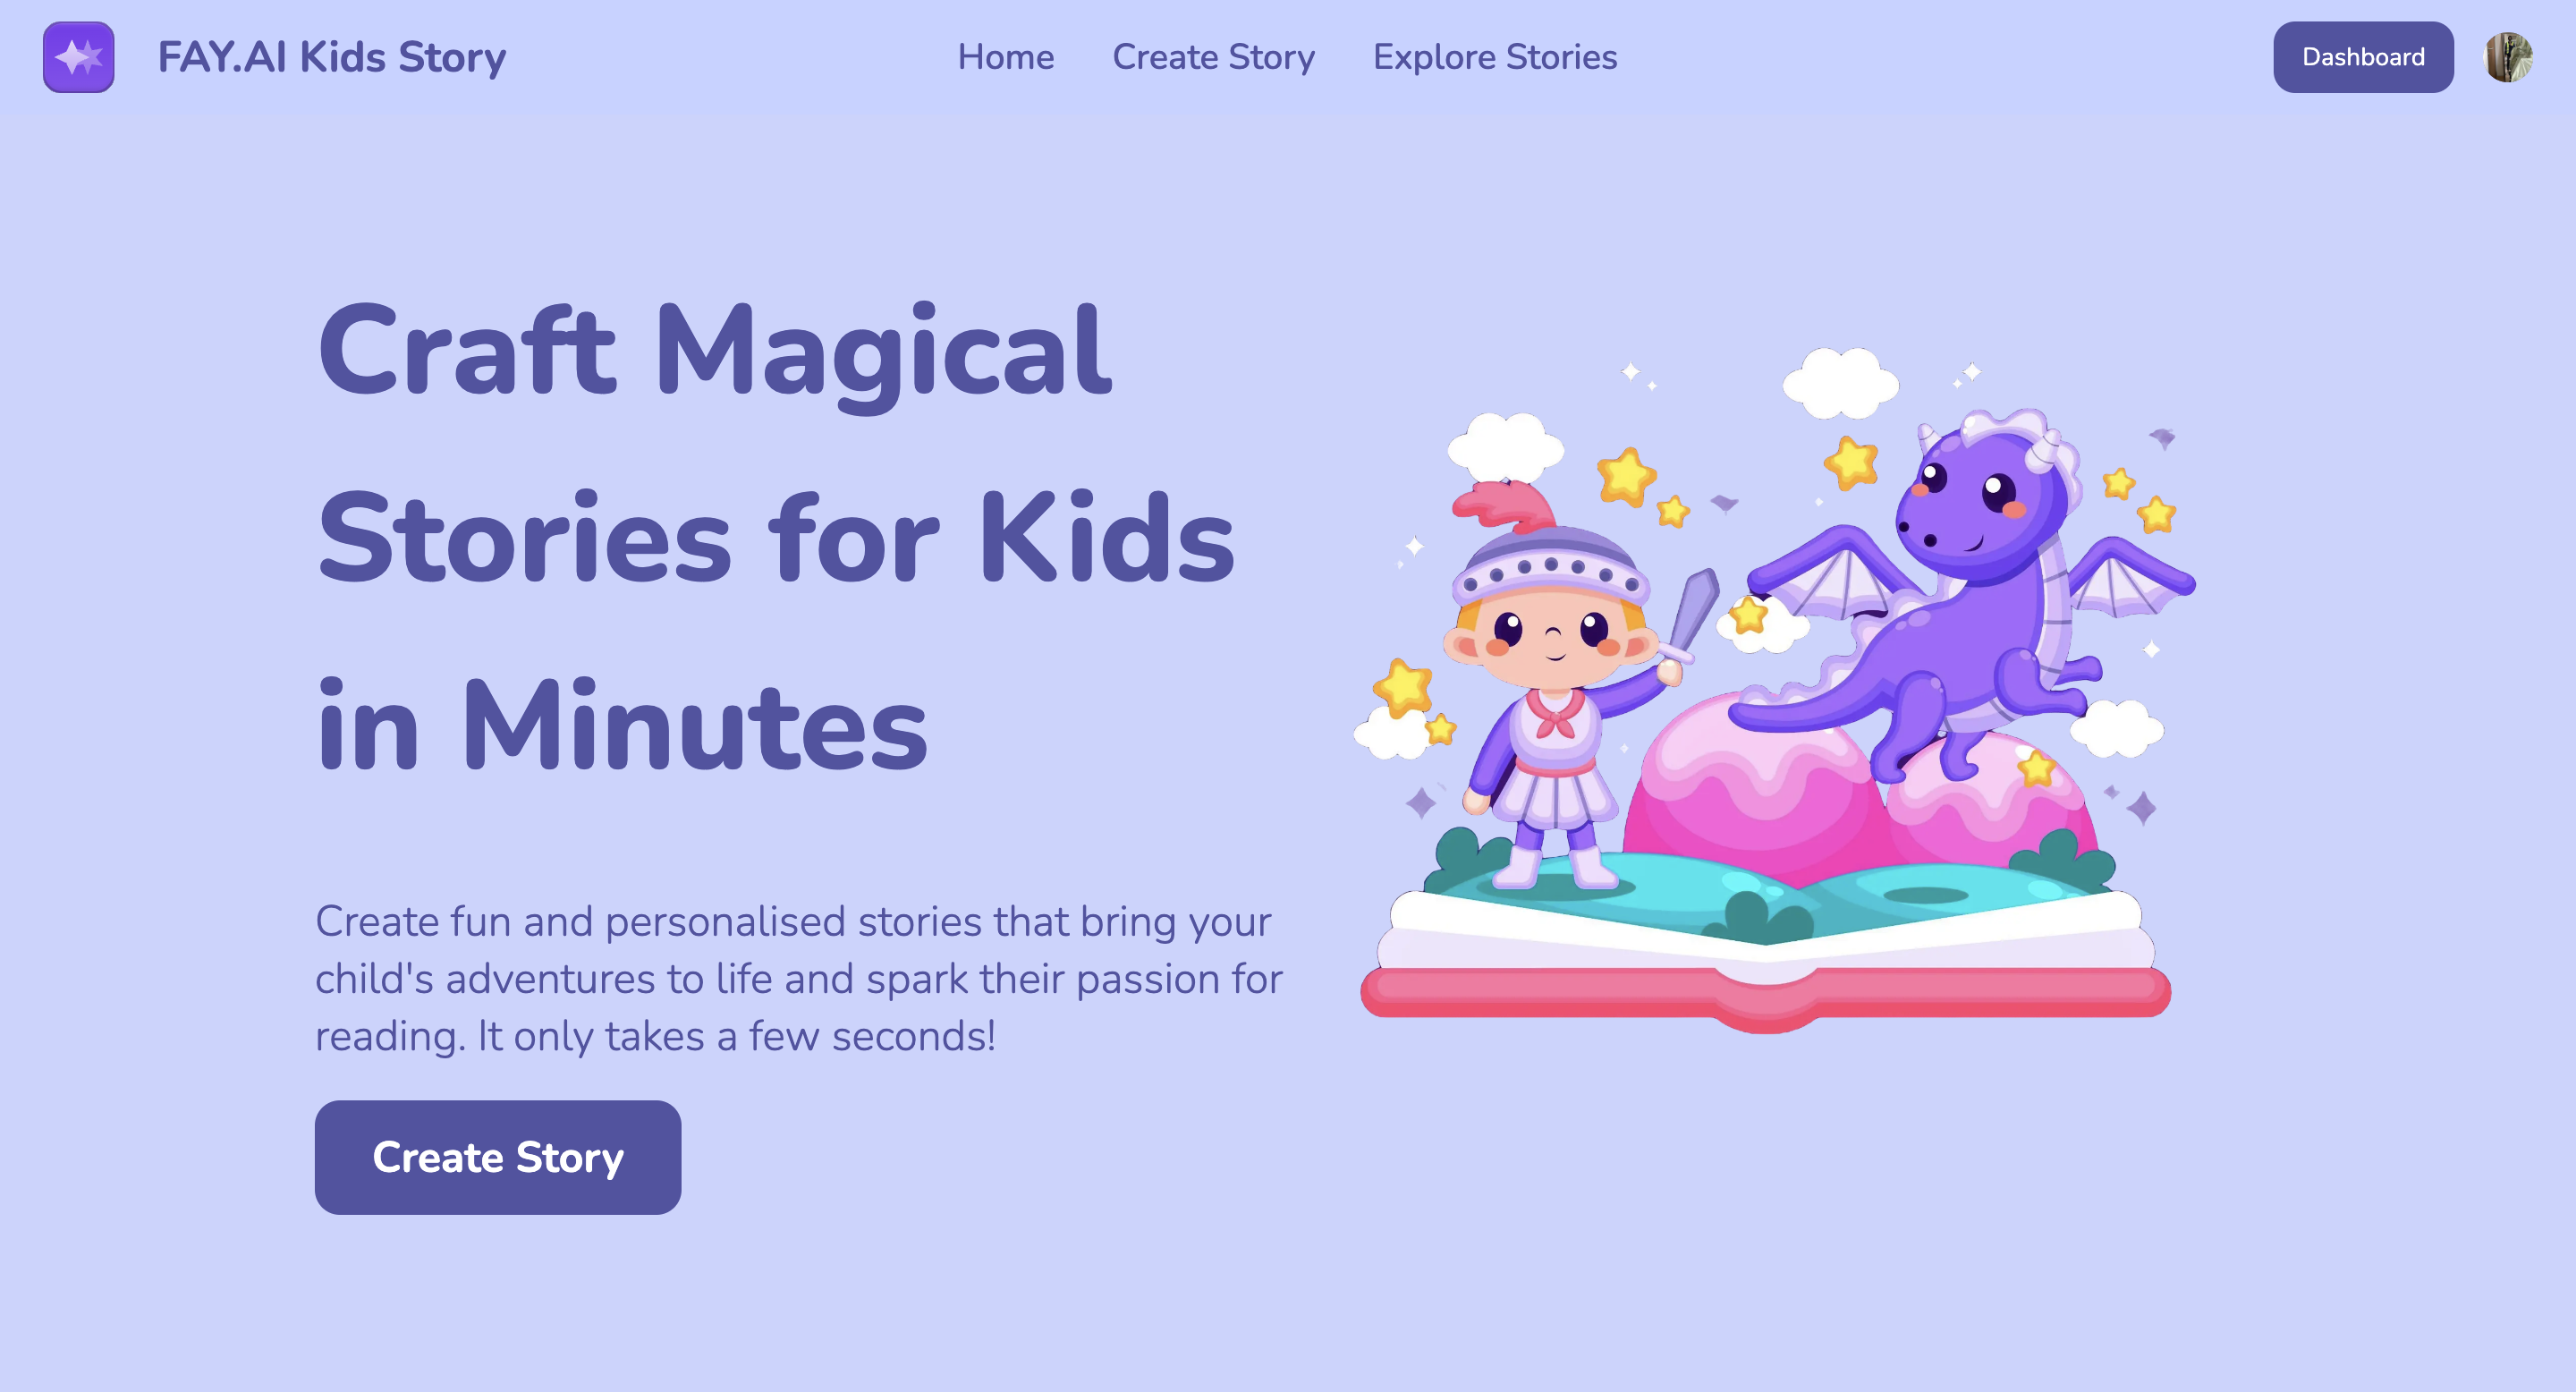 FAY.AI Kids Story
Home
Create Story
Explore Stories
Dashboard
Craft Magical
Stories for Kids
in Minutes
Create fun and personalised stories that bring your
child's adventures to life and spark their passion for
reading. It only takes a few seconds!
Create Story